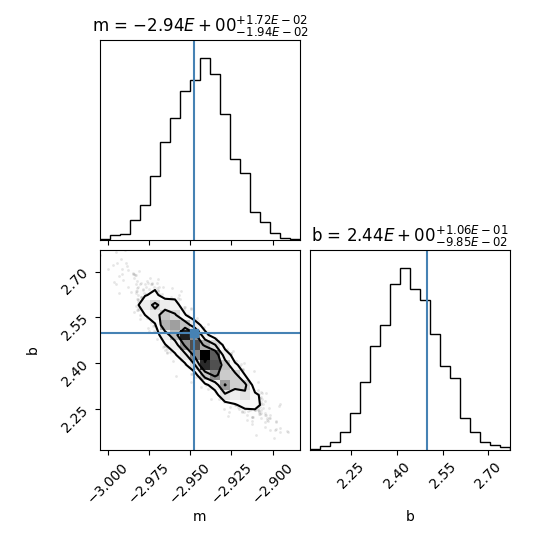 m = −2.94E + 00 +1.72E − 02 −1.94E − 02
b = 2.44E + 00 +1.06E − 01 −9.85E − 02
2.70
2.55
2.40
2.25
b
−3.000 −2.975 −2.950 −2.925 −2.900
2.25 2.40 2.55 2.70
m
b